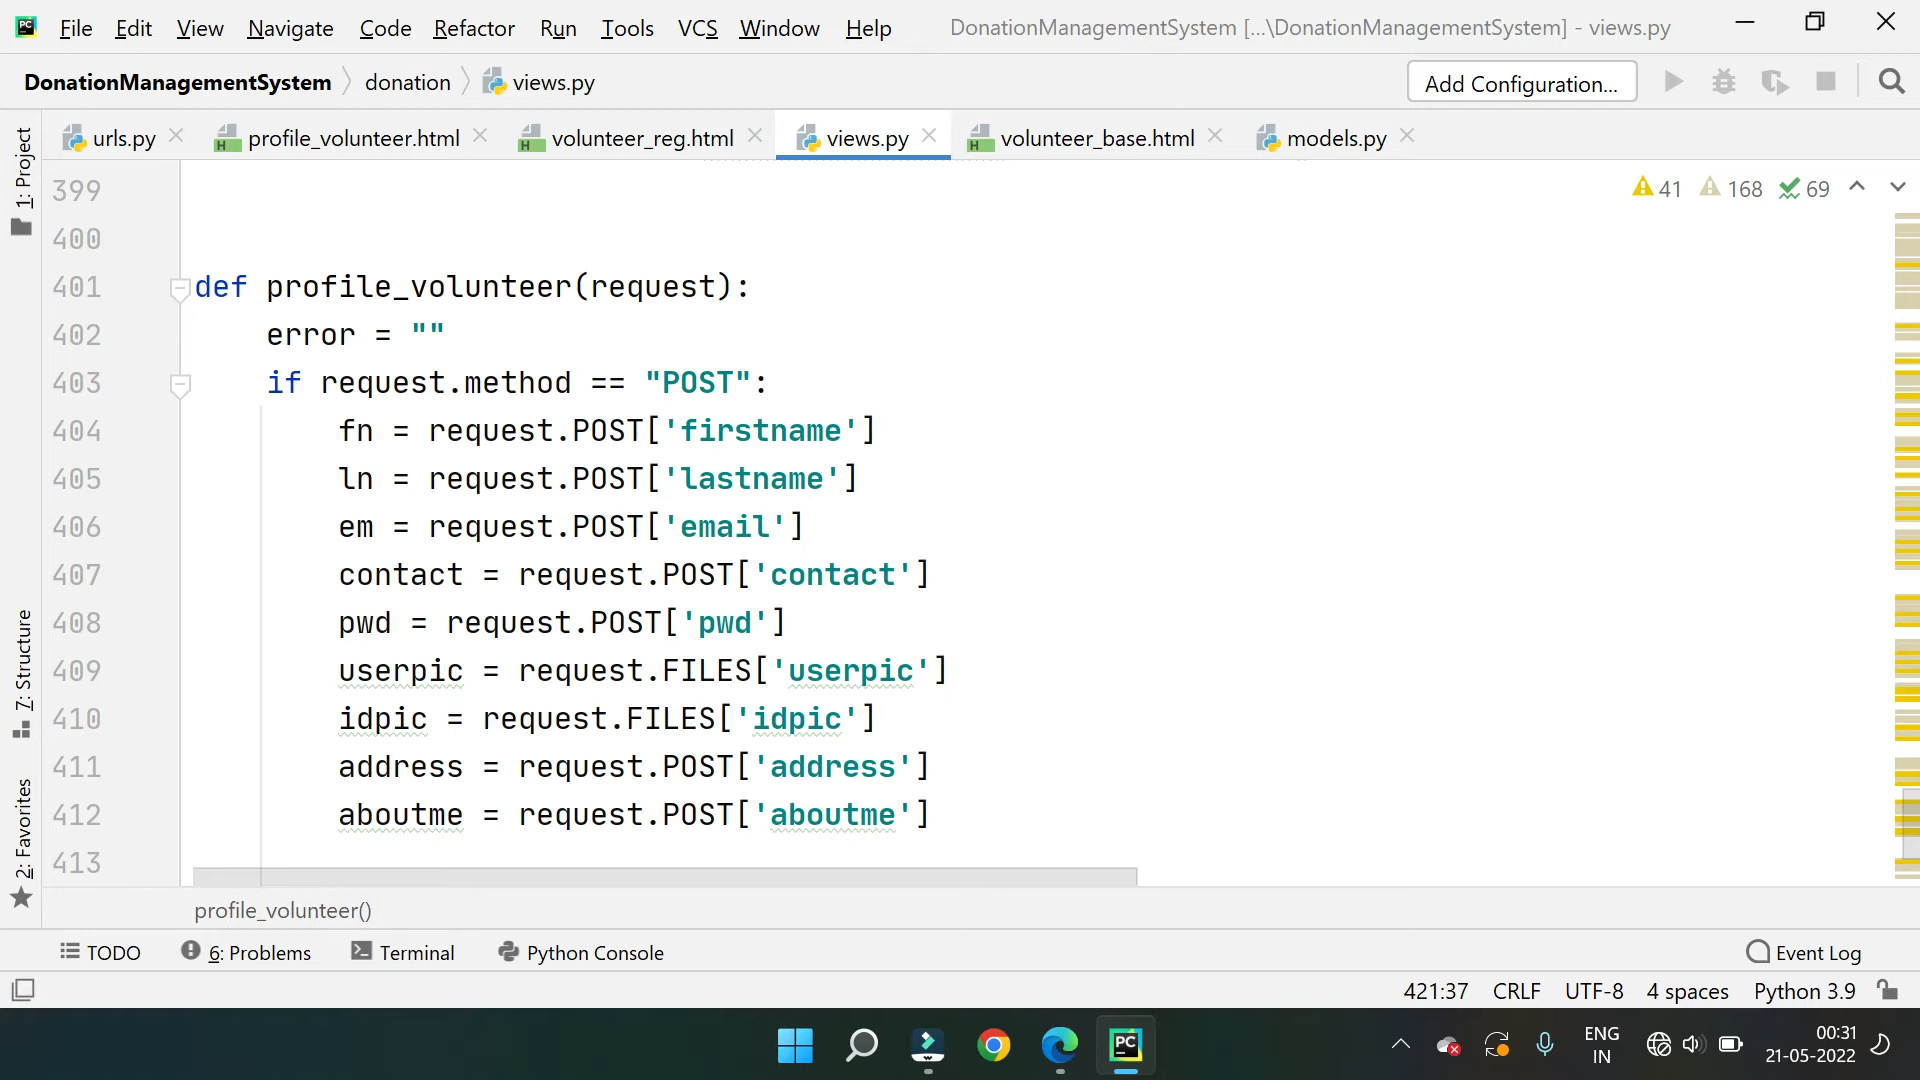 PC File Edit View Navigate Code Refactor Run Tools VCS Window Help DonationManagementSystem [...\DonationManagementSystem] - views.py
DonationManagementSystem donation views.py Add Configuration...
urls.py profile_volunteer.html volunteer_reg.html views.py volunteer_base.html models.py
1: Project
7: Structure
2: Favorites
41 168 69
399
400
401 def profile_volunteer(request):
402 error = ""
403 if request.method == "POST":
404 fn = request.POST['firstname']
405 ln = request.POST['lastname']
406 em = request.POST['email']
407 contact = request.POST['contact']
408 pwd = request.POST['pwd']
409 userpic = request.FILES['userpic']
410 idpic = request.FILES['idpic']
411 address = request.POST['address']
412 aboutme = request.POST['aboutme']
413
profile_volunteer()
TODO 6: Problems Terminal Python Console Event Log
421:37 CRLF UTF-8 4 spaces Python 3.9
PC ENG 00:31
IN 21-05-2022